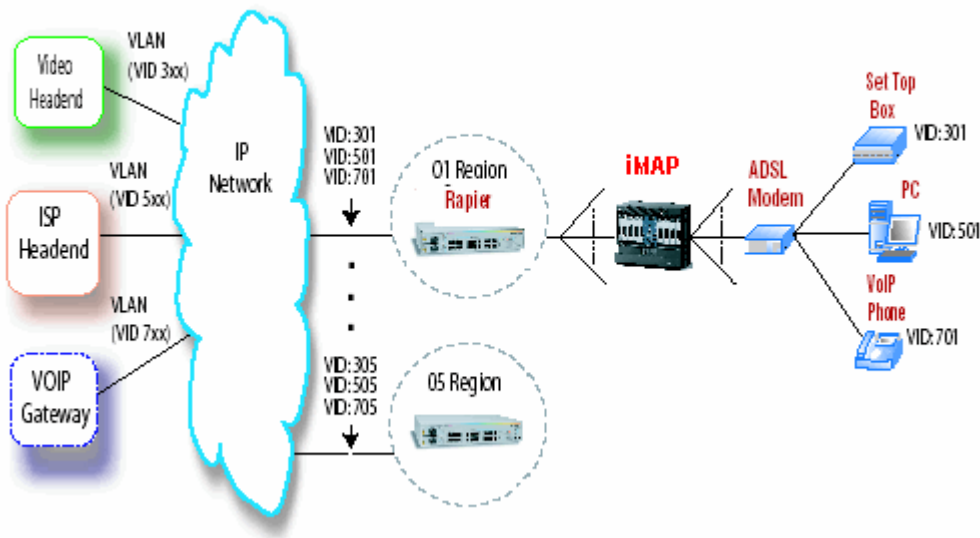 Video
Headend
VLAN
(VID 3xx)
ISP
Headend
VLAN
(VID 5xx)
VOIP
Gateway
VLAN
(VID 7xx)
IP
Network
VID:301
VID:501
VID:701
01 Region
Rapier
VID:305
VID:505
VID:705
05 Region
iMAP
ADSL
Modem
Set Top
Box
VID:301
PC
VID:501
VoIP
Phone
VID:701